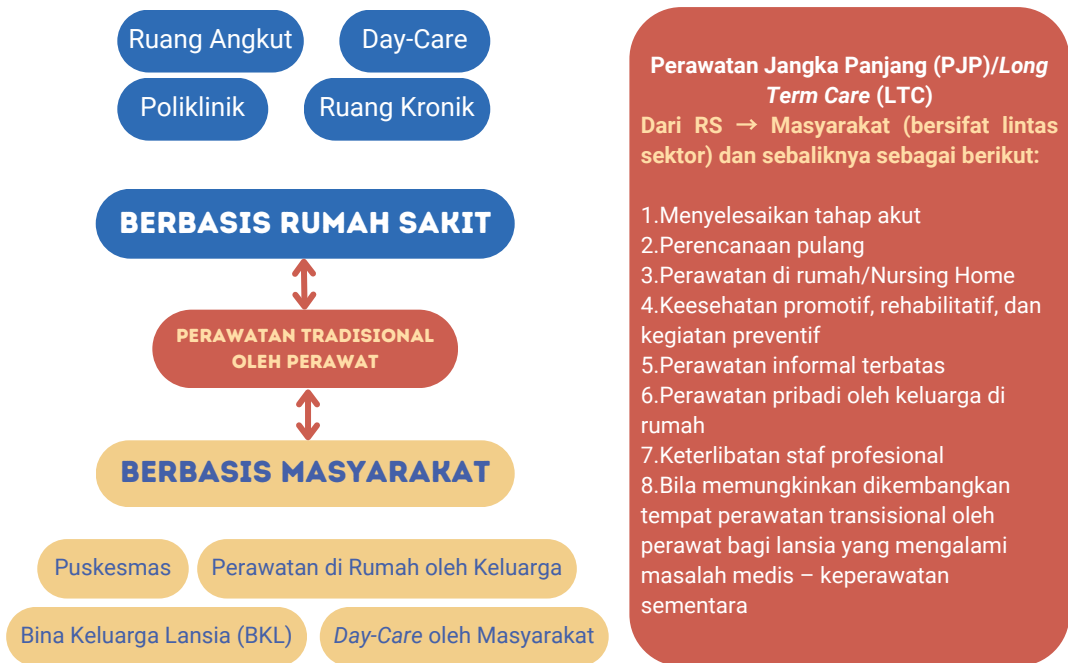 Ruang Angkut
Day-Care
Poliklinik
Ruang Kronik
BERBASIS RUMAH SAKIT
PERAWATAN TRADISIONAL
OLEH PERAWAT
BERBASIS MASYARAKAT
Puskesmas
Perawatan di Rumah oleh Keluarga
Bina Keluarga Lansia (BKL)
Day-Care oleh Masyarakat
Perawatan Jangka Panjang (PJP)/Long
Term Care (LTC)
Dari RS → Masyarakat (bersifat lintas
sektor) dan sebaliknya sebagai berikut:
1.Menyelesaikan tahap akut
2.Perencanaan pulang
3.Perawatan di rumah/Nursing Home
4.Keesehatan promotif, rehabilitatif, dan
kegiatan preventif
5.Perawatan informal terbatas
6.Perawatan pribadi oleh keluarga di
rumah
7.Keterlibatan staf profesional
8.Bila memungkinkan dikembangkan
tempat perawatan transisional oleh
perawat bagi lansia yang mengalami
masalah medis – keperawatan
sementara